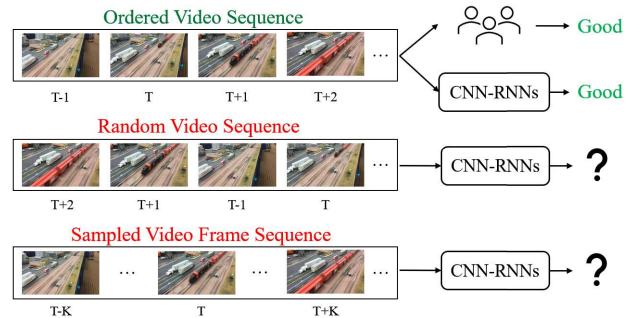 Ordered Video Sequence
Good
...
T-1 T T+1 T+2
CNN-RNNs
Good
Random Video Sequence
...
CNN-RNNs
?
T+2 T+1 T-1 T
Sampled Video Frame Sequence
... ... ...
CNN-RNNs
?
T-K T T+K